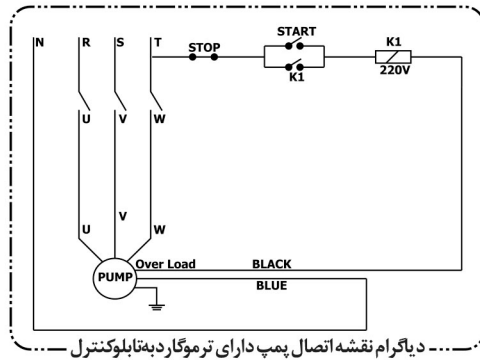 N R S T STOP START K1
K1 220V
U V W
U V W
PUMP Over Load BLACK
BLUE
دیاگرام نقشه اتصال پمپ دارای ترموگارد به تابلو کنترل